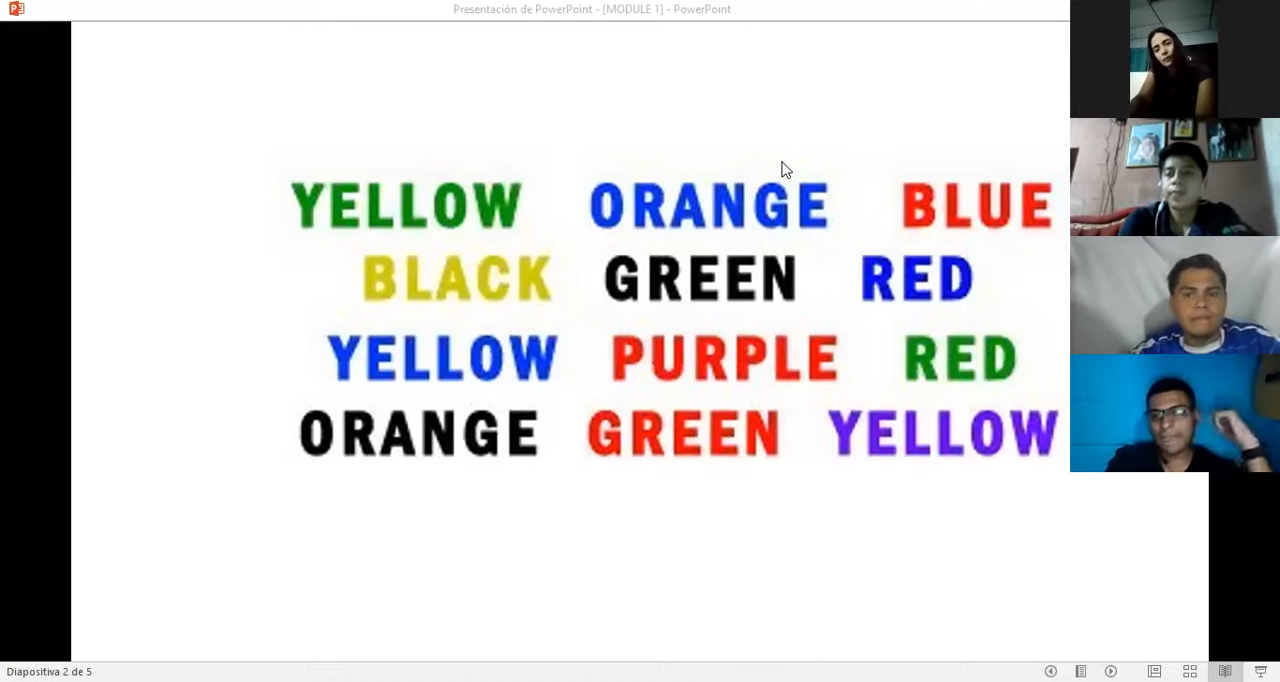 Presentación de PowerPoint - [MODULE 1] - PowerPoint
YELLOW ORANGE BLUE
BLACK GREEN RED
YELLOW PURPLE RED
ORANGE GREEN YELLOW
Diapositiva 2 de 5